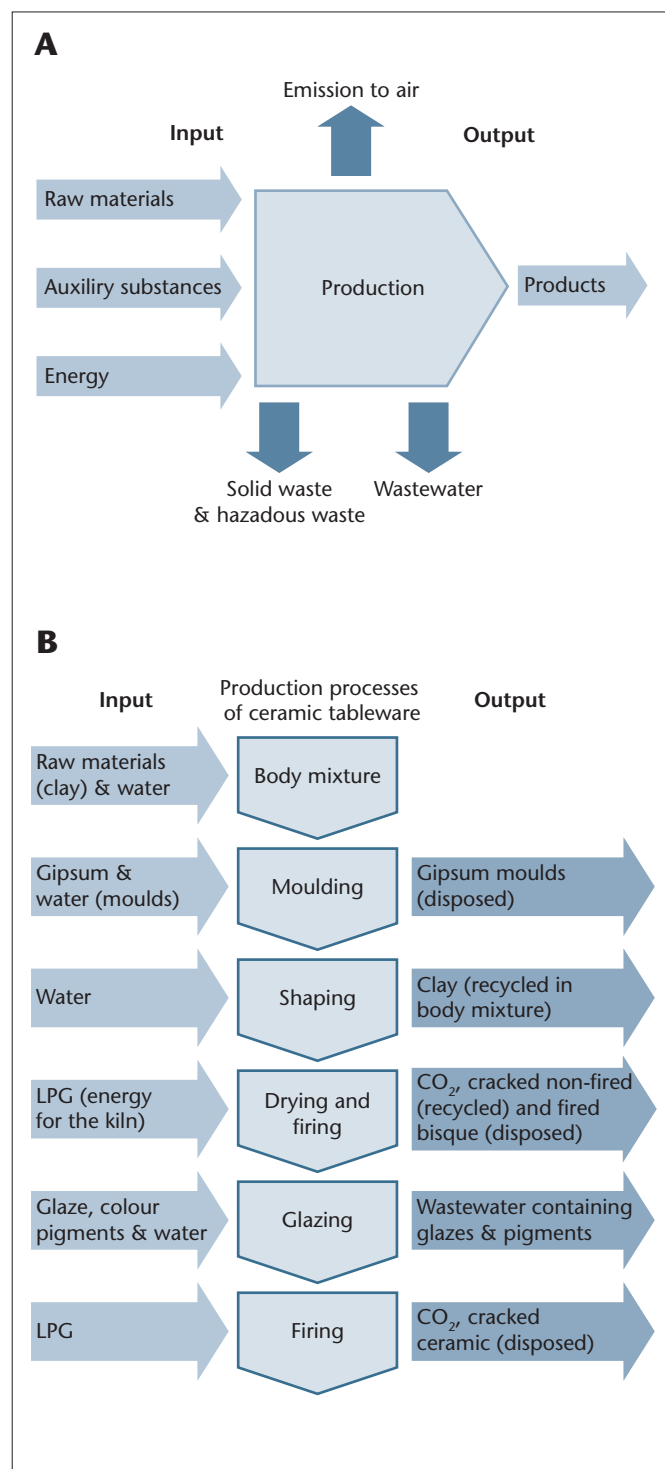 A
Emission to air
Input
Output
Raw materials
Auxiliry substances
Production
Products
Energy
Solid waste
& hazadous waste
Wastewater
B
Input
Production processes
of ceramic tableware
Output
Raw materials
(clay) & water
Body mixture
Gipsum &
water (moulds)
Moulding
Gipsum moulds
(disposed)
Water
Shaping
Clay (recycled in
body mixture)
LPG (energy
for the kiln)
Drying and
firing
CO₂, cracked non-fired
(recycled) and fired
bisque (disposed)
Glaze, colour
pigments & water
Glazing
Wastewater containing
glazes & pigments
LPG
Firing
CO₂, cracked
ceramic (disposed)